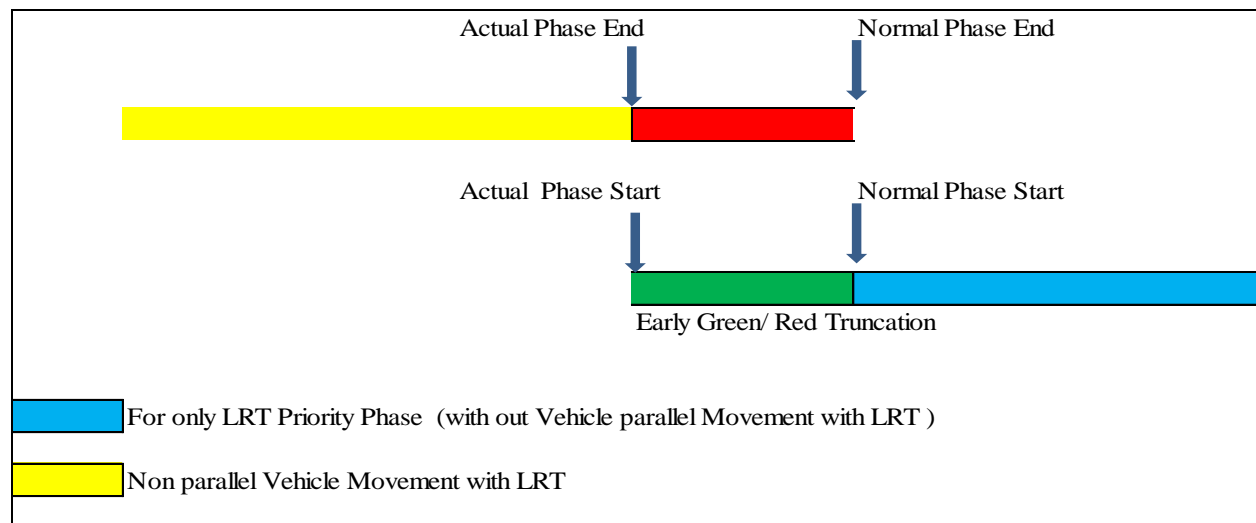 Actual Phase End
Normal Phase End
Actual Phase Start
Normal Phase Start
Early Green/ Red Truncation
For only LRT Priority Phase (with out Vehicle parallel Movement with LRT )
Non parallel Vehicle Movement with LRT